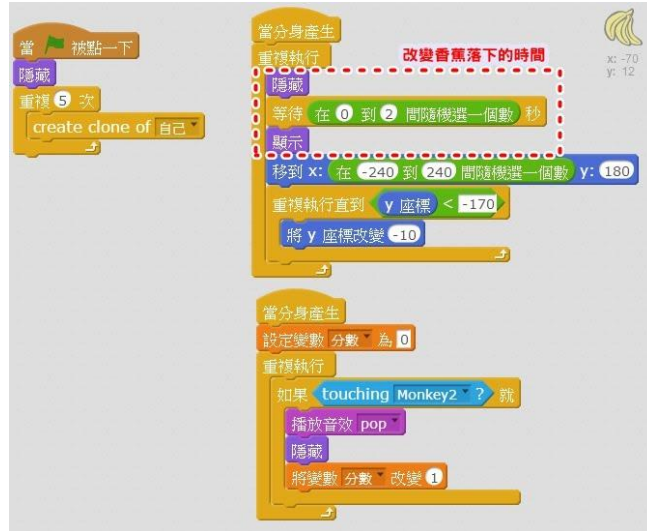 當 被點一下
隱藏
重複 5 次
create clone of 自己
當分身產生
重複執行
改變香蕉落下的時間
隱藏
等待 在 0 到 2 間隨機選一個數 秒
顯示
移到 x: 在 -240 到 240 間隨機選一個數 y: 180
重複執行直到 y 座標 < -170
將 y 座標改變 -10
x: -70
y: 12
當分身產生
設定變數 分數 為 0
重複執行
如果 touching Monkey2 ? 就
播放音效 pop
隱藏
將變數 分數 改變 1